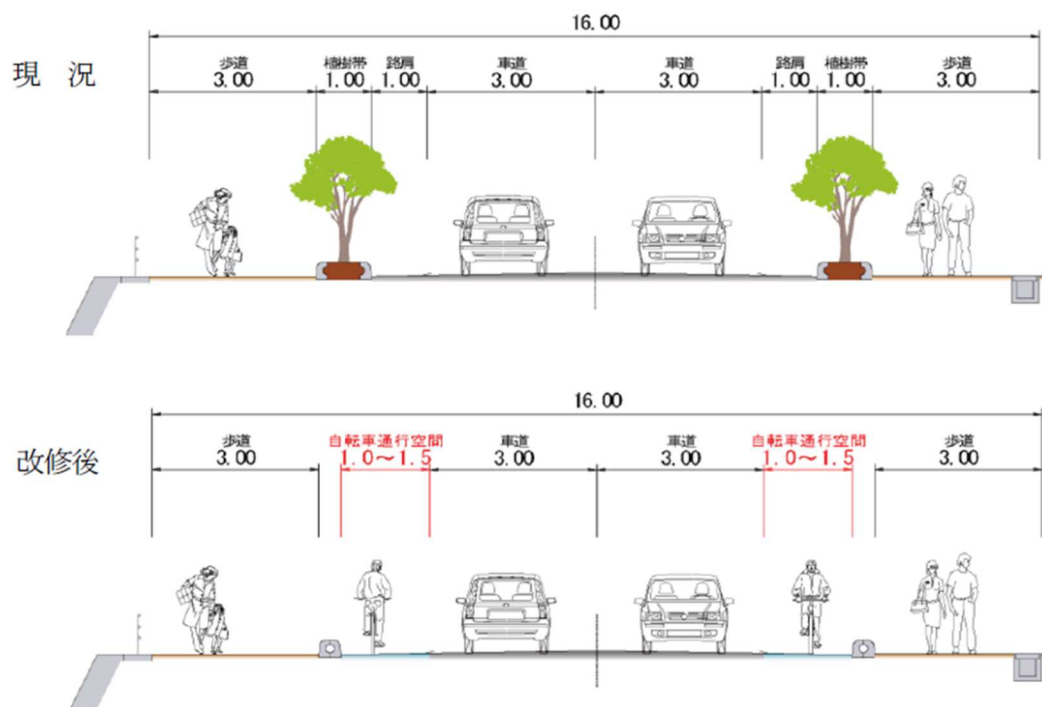 16.00
現 況
歩道 植樹帯 路肩 車道 車道 路肩 植樹帯 歩道
3.00 1.00 1.00 3.00 3.00 1.00 1.00 3.00
16.00
改修後
歩道 自転車通行空間 車道 車道 自転車通行空間 歩道
3.00 1.0～1.5 3.00 3.00 1.0～1.5 3.00